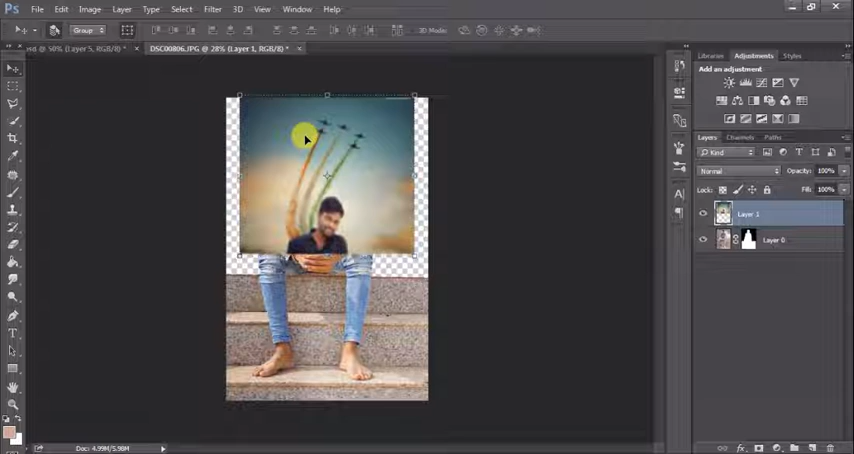 Ps File Edit Image Layer Type Select Filter 3D View Window Help
Group 3D Mode:
.vsd @ 50% (Layer 5, RGB/8) * × DSC00806.JPG @ 28% (Layer 1, RGB/8) * ×
Libraries Adjustments Styles
Add an adjustment
Layers Channels Paths
Kind
Normal Opacity: 100%
Lock: Fill: 100%
Layer 1
Layer 0
Doc: 4.99M/5.98M